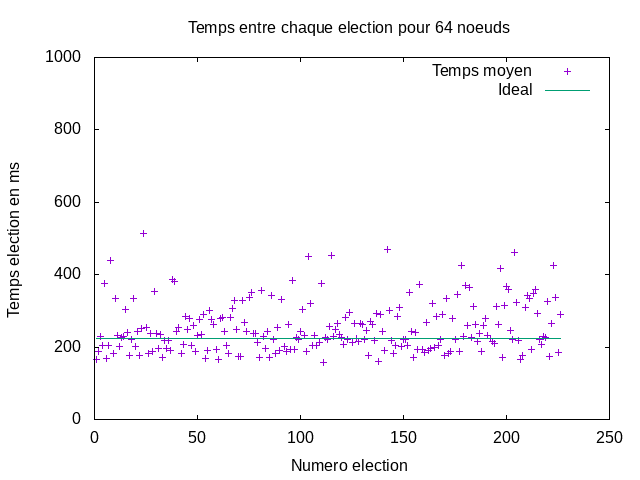 Temps entre chaque election pour 64 noeuds
Temps moyen
Ideal
1000
800
600
400
200
0
Temps election en ms
0 50 100 150 200 250
Numero election